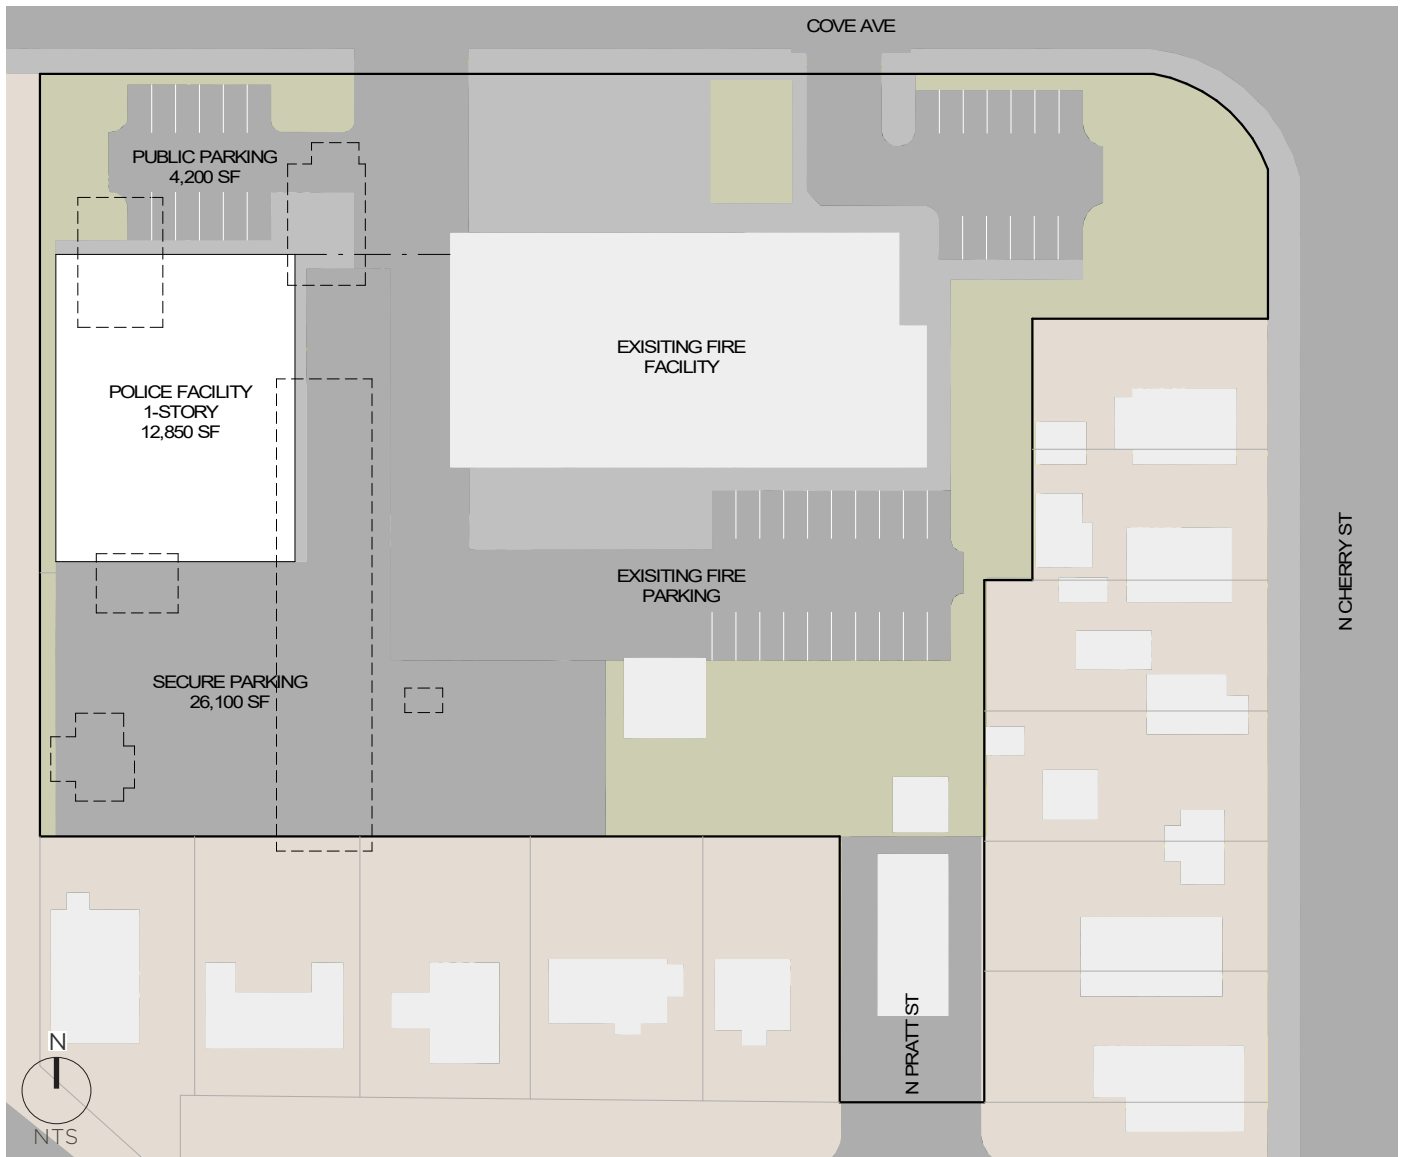 COVE AVE
PUBLIC PARKING
4,200 SF
EXISITING FIRE
FACILITY
POLICE FACILITY
1-STORY
12,850 SF
N CHERRY ST
EXISITING FIRE
PARKING
SECURE PARKING
26,100 SF
N PRATT ST
N
NTS